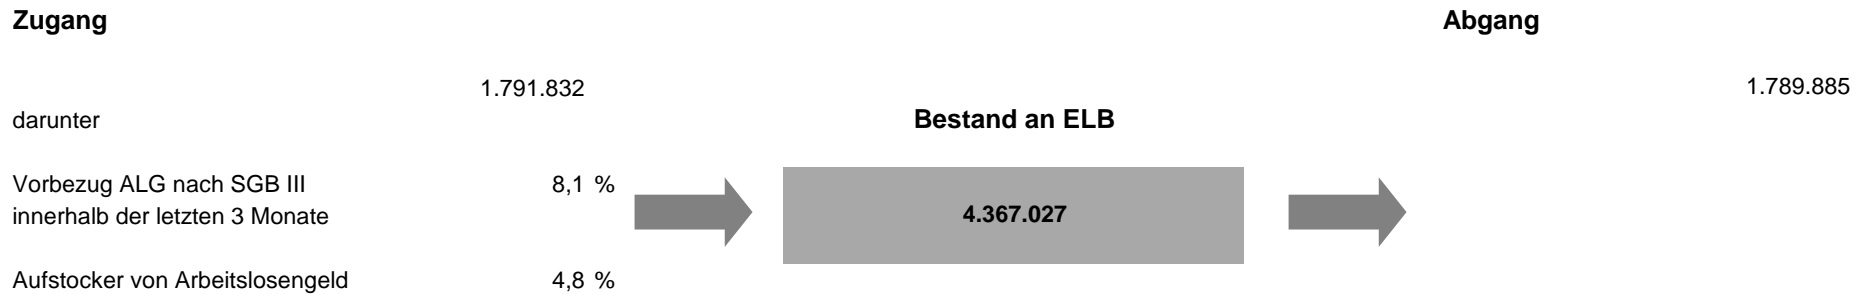 Zugang
Abgang
1.791.832
1.789.885
darunter
Bestand an ELB
Vorbezug ALG nach SGB III 8,1 %
innerhalb der letzten 3 Monate
4.367.027
Aufstocker von Arbeitslosengeld 4,8 %